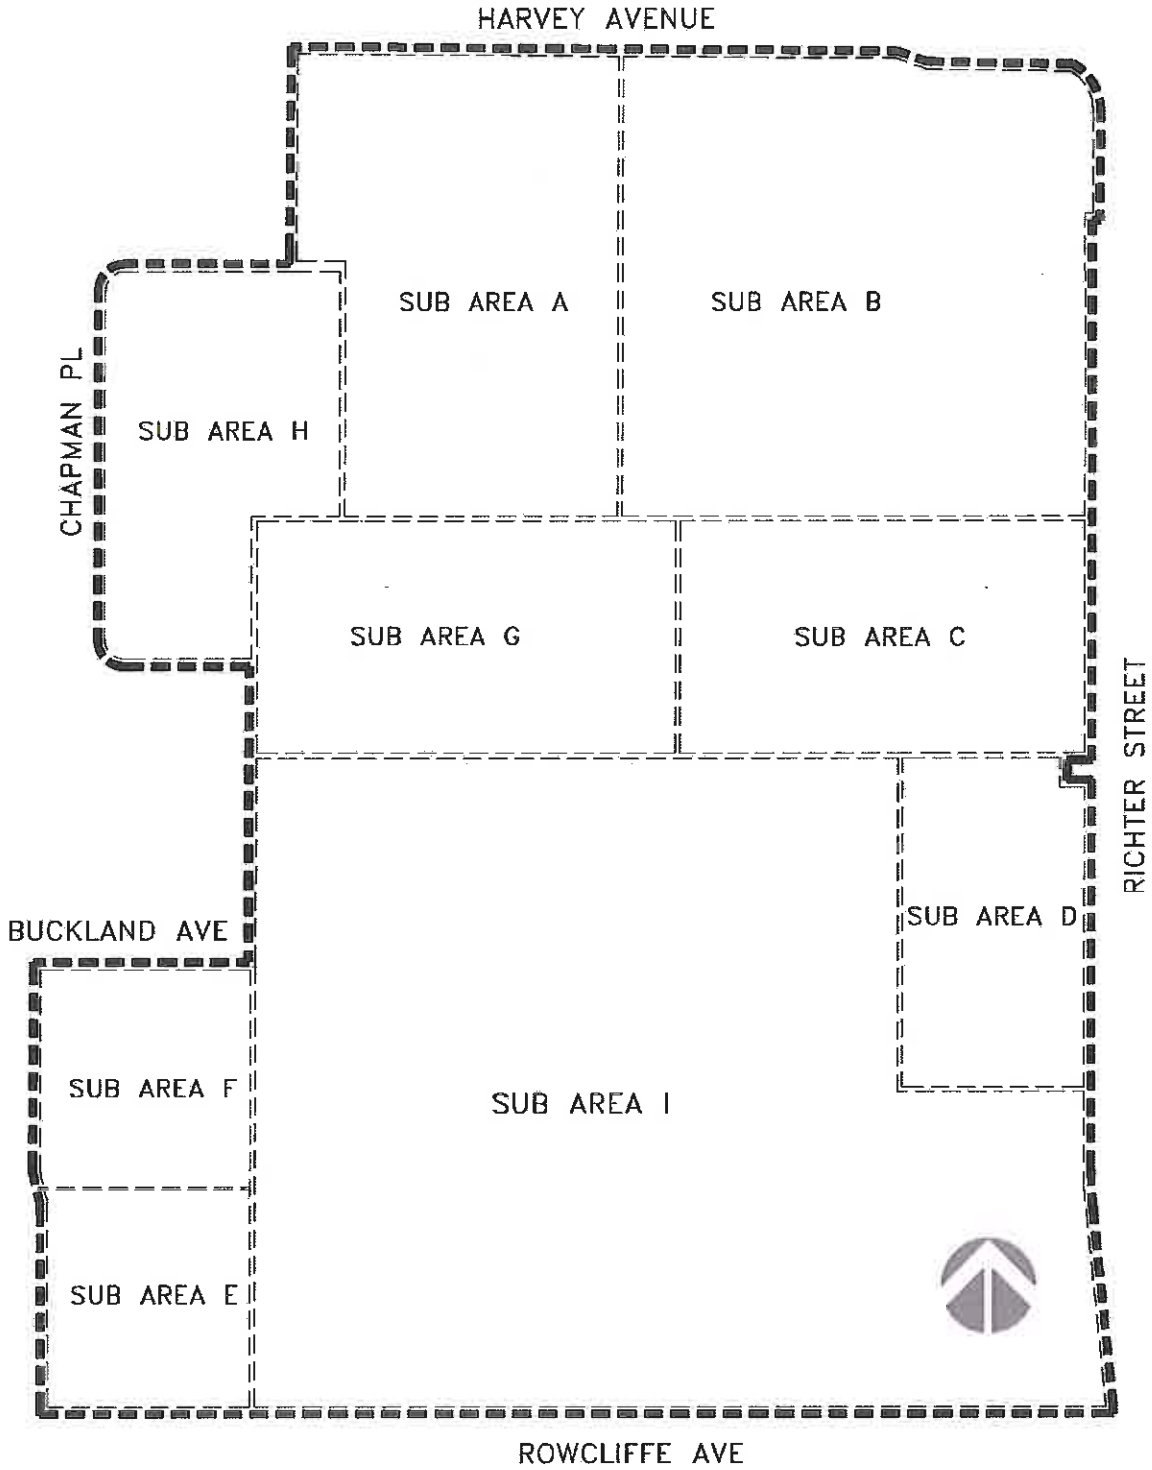 HARVEY AVENUE
SUB AREA A
SUB AREA B
CHAPMAN PL
SUB AREA H
SUB AREA G
SUB AREA C
RICHTER STREET
BUCKLAND AVE
SUB AREA D
SUB AREA F
SUB AREA I
SUB AREA E
ROWCLIFFE AVE